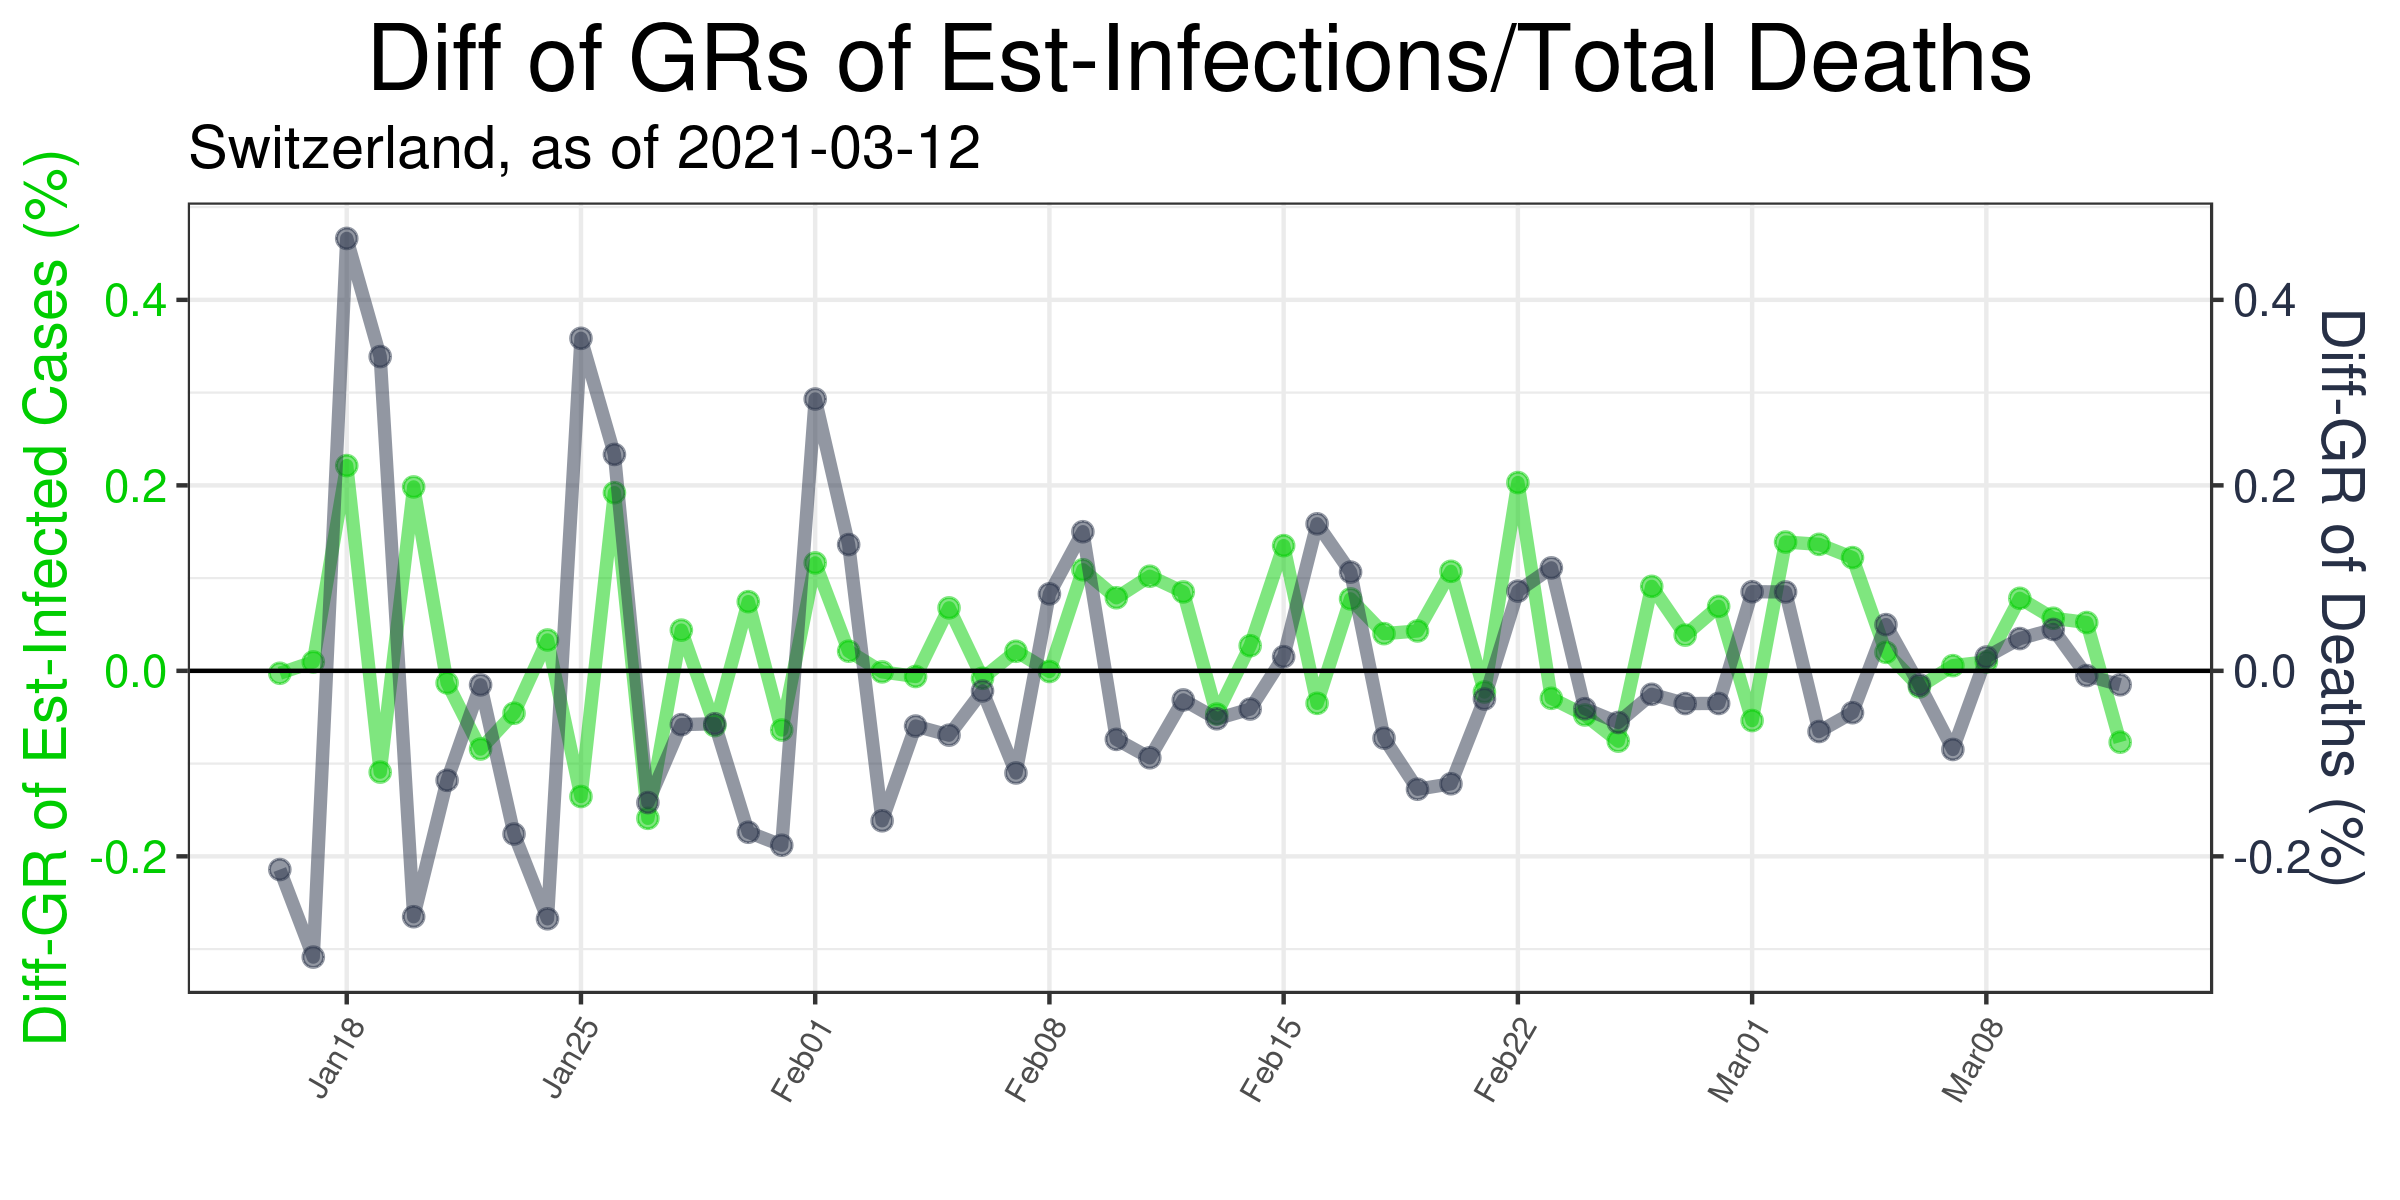 Diff of GRs of Est-Infections/Total Deaths
Switzerland, as of 2021-03-12
Diff-GR of Est-Infected Cases (%)
0.4
0.2
0.0
-0.2
0.4
0.2
0.0
-0.2
Diff-GR of Deaths (%)
Jan18
Jan25
Feb01
Feb08
Feb15
Feb22
Mar01
Mar08